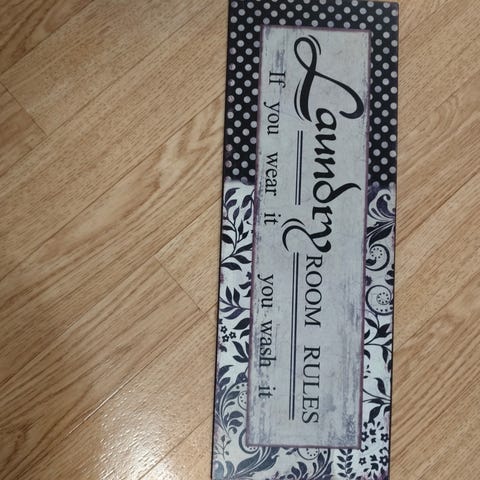 Laundry ROOM RULES
If you wear it you wash it